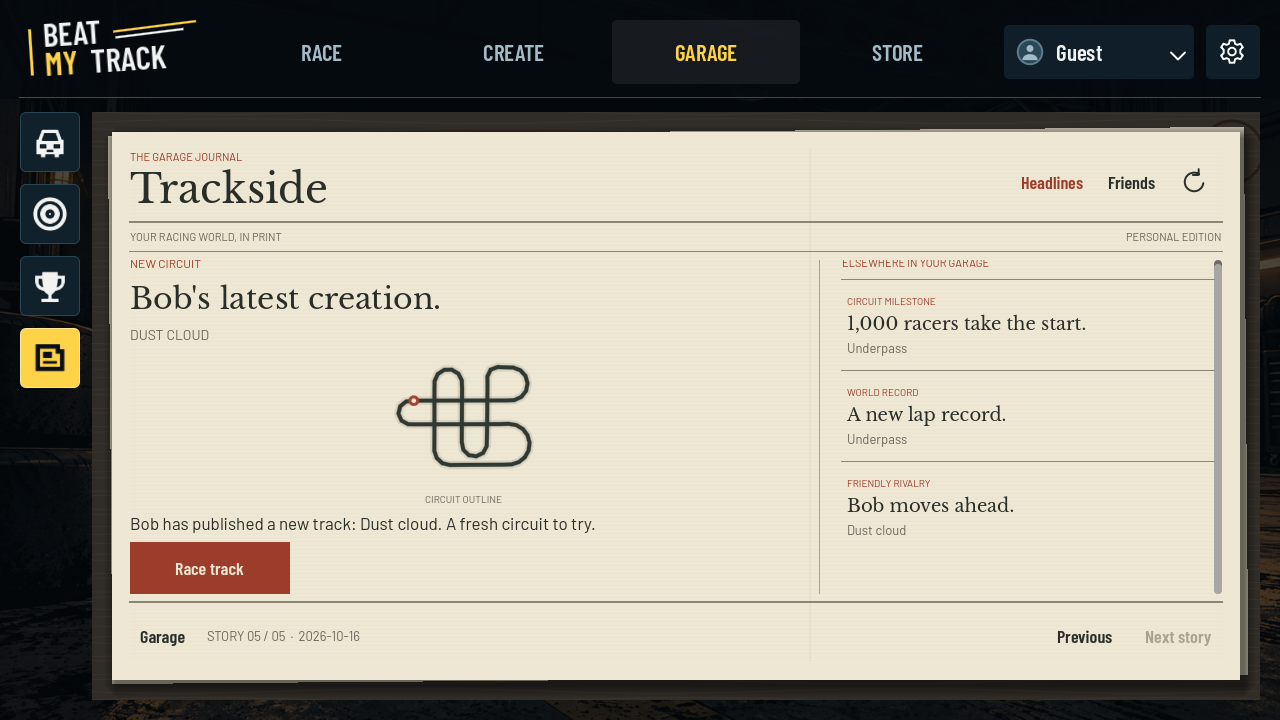 BEAT
MY TRACK
RACE
CREATE
GARAGE
STORE
Guest
THE GARAGE JOURNAL
Trackside
Headlines
Friends
YOUR RACING WORLD, IN PRINT
PERSONAL EDITION
NEW CIRCUIT
Bob's latest creation.
DUST CLOUD
CIRCUIT OUTLINE
Bob has published a new track: Dust cloud. A fresh circuit to try.
Race track
ELSEWHERE IN YOUR GARAGE
CIRCUIT MILESTONE
1,000 racers take the start.
Underpass
WORLD RECORD
A new lap record.
Underpass
FRIENDLY RIVALRY
Bob moves ahead.
Dust cloud
Garage
STORY 05 / 05 · 2026-10-16
Previous
Next story